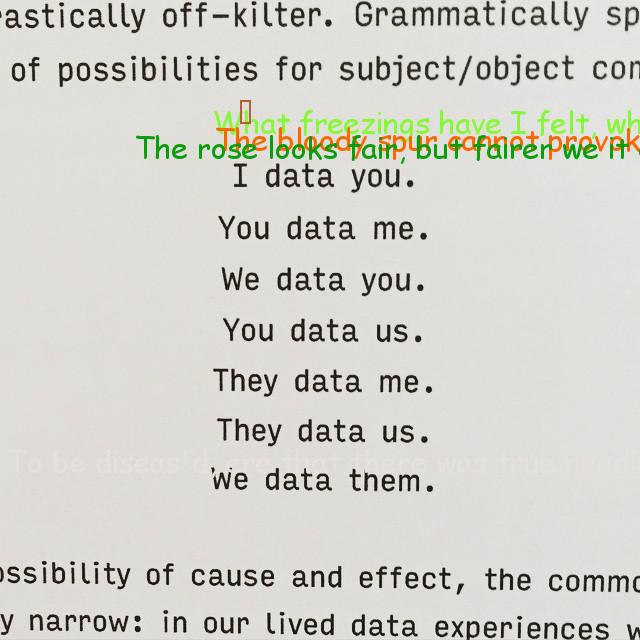 rastically off-kilter. Grammatically sp
of possibilities for subject/object con
What freezings have I felt, wh
The bloody spur cannot provok
The rose looks fair, but fairer we it
I data you.
You data me.
We data you.
You data us.
They data me.
They data us.
To be diseas'd, ere that there was true needi
We data them.
ossibility of cause and effect, the commo
y narrow: in our lived data experiences w